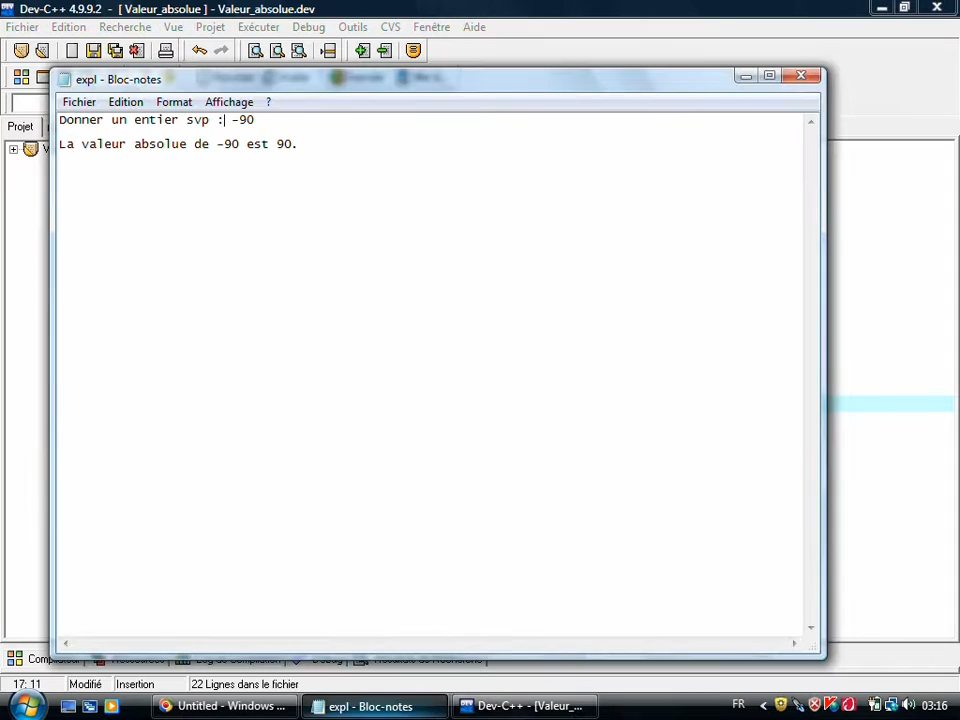 Dev-C++ 4.9.9.2 - [ Valeur_absolue ] - Valeur_absolue.dev
Fichier Edition Recherche Vue Projet Exécuter Debug Outils CVS Fenêtre Aide
expl - Bloc-notes
Fichier Edition Format Affichage ?
Projet
Donner un entier svp : -90
La valeur absolue de -90 est 90.
17: 11 Modifié Insertion 22 Lignes dans le fichier
Untitled - Windows ... expl - Bloc-notes Dev-C++ - [Valeur_... FR < 03:16